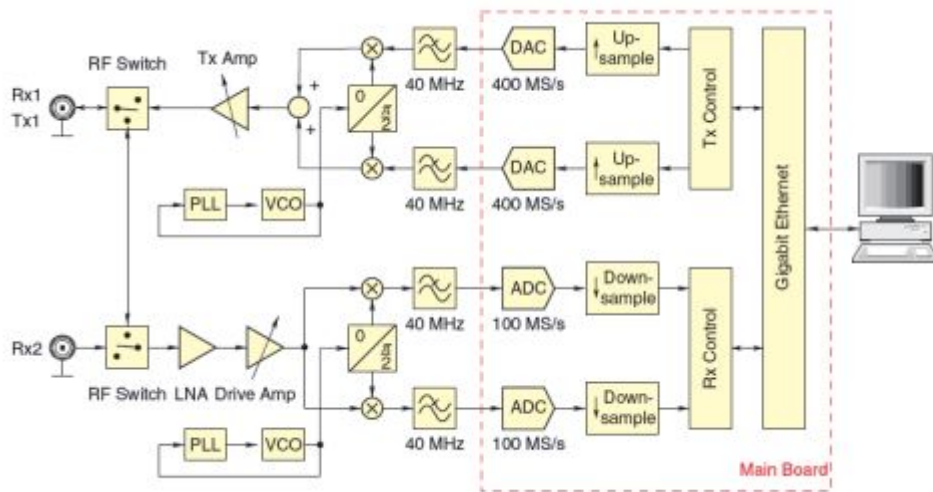 Tx Amp
RF Switch
Rx1
Tx1
+
+
0
π/2
40 MHz
DAC
400 MS/s
Up-
sample
40 MHz
DAC
400 MS/s
Up-
sample
Tx Control
Gigabit Ethernet
PLL
VCO
Rx2
RF Switch
LNA
Drive Amp
0
π/2
40 MHz
ADC
100 MS/s
Down-
sample
40 MHz
ADC
100 MS/s
Down-
sample
Rx Control
PLL
VCO
Main Board